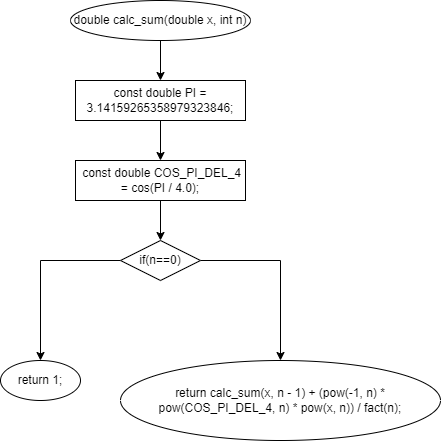 double calc_sum(double x, int n)
const double PI =
3.14159265358979323846;
const double COS_PI_DEL_4
= cos(PI / 4.0);
if(n==0)
return 1;
return calc_sum(x, n - 1) + (pow(-1, n) *
pow(COS_PI_DEL_4, n) * pow(x, n)) / fact(n);